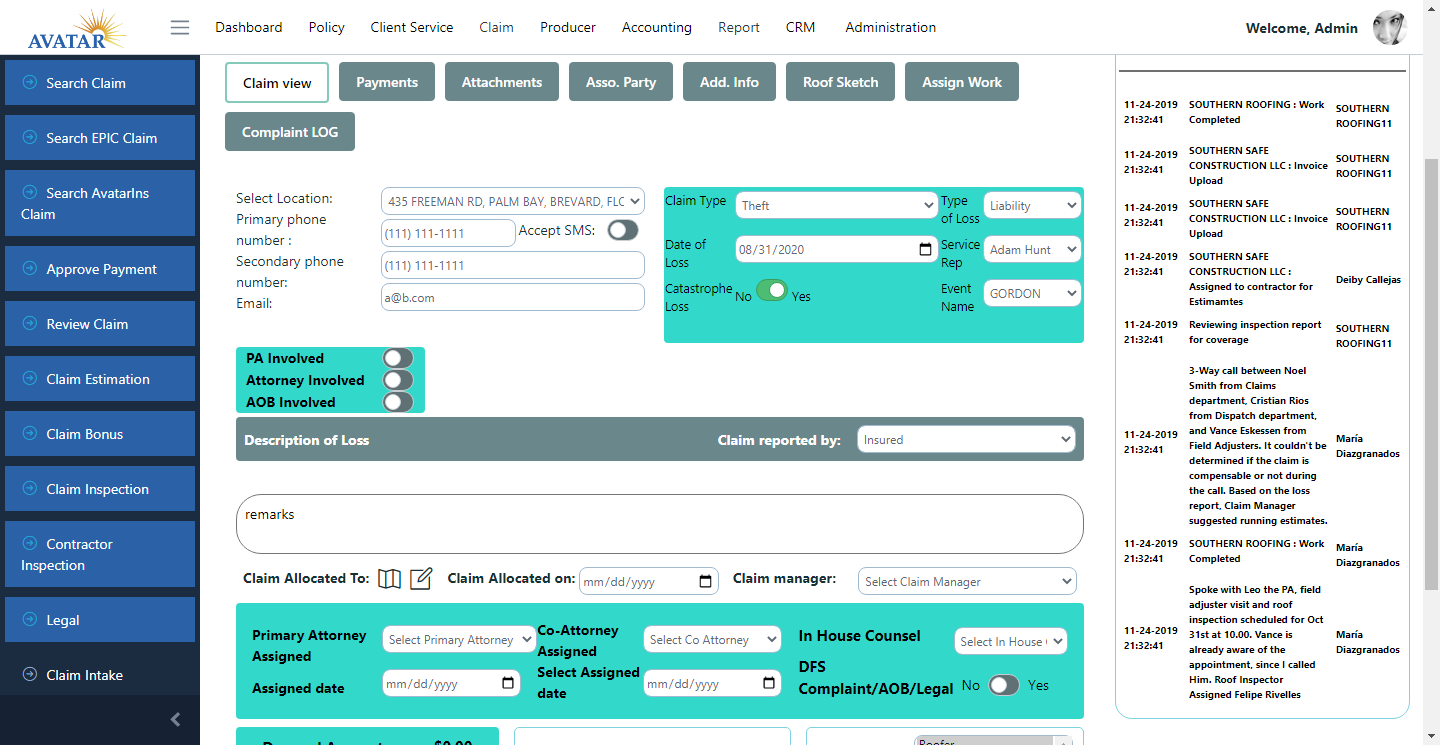 AVATAR
Dashboard Policy Client Service Claim Producer Accounting Report CRM Administration
Welcome, Admin
Search Claim
Search EPIC Claim
Search AvatarIns
Claim
Approve Payment
Review Claim
Claim Estimation
Claim Bonus
Claim Inspection
Contractor
Inspection
Legal
Claim Intake
Claim view Payments Attachments Asso. Party Add. Info Roof Sketch Assign Work
Complaint LOG
Select Location: 435 FREEMAN RD, PALM BAY, BREVARD, FLC
Primary phone
number : (111) 111-1111 Accept SMS:
Secondary phone
number: (111) 111-1111
Email: a@b.com
Claim Type Theft
Type
of Loss Liability
Date of
Loss 08/31/2020
Service
Rep Adam Hunt
Catastrophe
Loss No Yes
Event
Name GORDON
PA Involved
Attorney Involved
AOB Involved
Description of Loss Claim reported by: Insured
remarks
Claim Allocated To: Claim Allocated on: mm/dd/yyyy Claim manager: Select Claim Manager
Primary Attorney
Assigned Select Primary Attorney
Co-Attorney
Assigned Select Co Attorney
In House Counsel Select In House
Assigned date mm/dd/yyyy
Select Assigned
date mm/dd/yyyy
DFS
Complaint/AOB/Legal No Yes
$0.00
Roofer
11-24-2019
21:32:41
SOUTHERN ROOFING : Work
Completed
SOUTHERN
ROOFING11
11-24-2019
21:32:41
SOUTHERN SAFE
CONSTRUCTION LLC : Invoice
Upload
SOUTHERN
ROOFING11
11-24-2019
21:32:41
SOUTHERN SAFE
CONSTRUCTION LLC : Invoice
Upload
SOUTHERN
ROOFING11
11-24-2019
21:32:41
SOUTHERN SAFE
CONSTRUCTION LLC :
Assigned to contractor for
Estimamtes
Deiby Callejas
11-24-2019
21:32:41
Reviewing inspection report
for coverage
SOUTHERN
ROOFING11
11-24-2019
21:32:41
3-Way call between Noel
Smith from Claims
department, Cristian Rios
from Dispatch department,
and Vance Eskessen from
Field Adjusters. It couldn't be
determined if the claim is
compensable or not during
the call. Based on the loss
report, Claim Manager
suggested running estimates.
María
Diazgranados
11-24-2019
21:32:41
SOUTHERN ROOFING : Work
Completed
María
Diazgranados
11-24-2019
21:32:41
Spoke with Leo the PA, field
adjuster visit and roof
inspection scheduled for Oct
31st at 10.00. Vance is
already aware of the
appointment, since I called
Him. Roof Inspector
Assigned Felipe Rivelles
María
Diazgranados